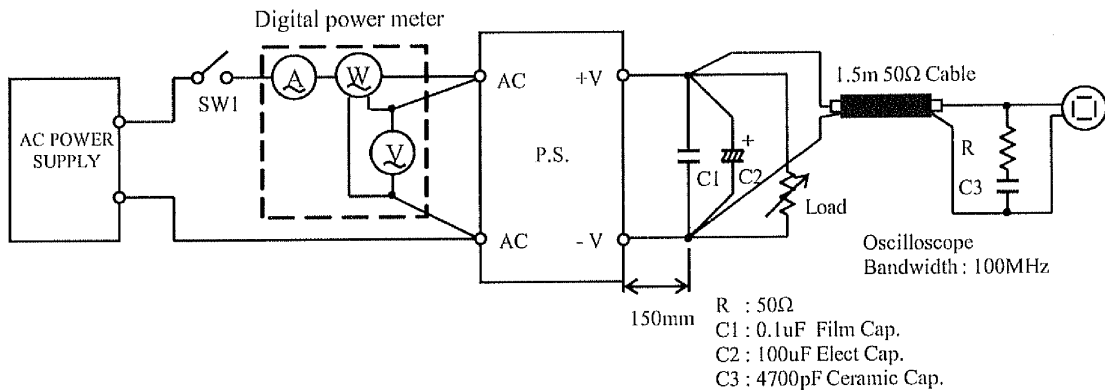 Digital power meter
A
W
V
SW1
AC POWER
SUPPLY
AC
+V
P.S.
AC
- V
C1
C2
+
Load
1.5m 50Ω Cable
R
C3
Oscilloscope
Bandwidth : 100MHz
150mm
R : 50Ω
C1 : 0.1uF Film Cap.
C2 : 100uF Elect Cap.
C3 : 4700pF Ceramic Cap.